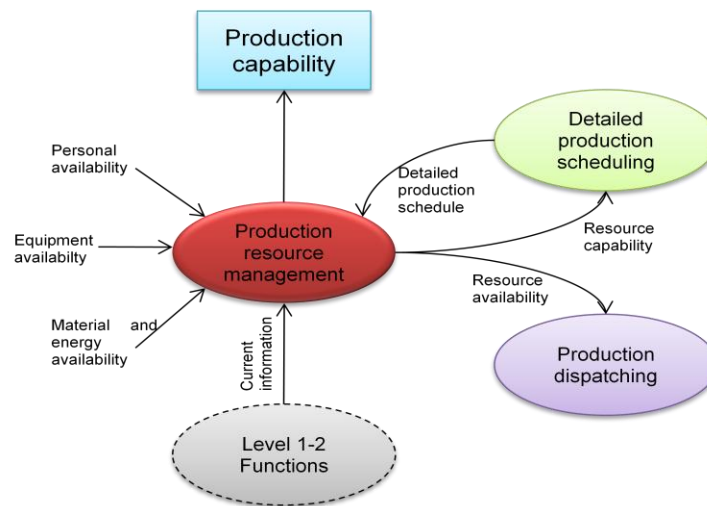 Production
capability
Detailed
production
scheduling
Personal
availability
Detailed
production
schedule
Production
resource
management
Equipment
availabilty
Resource
capability
Resource
availability
Material and
energy
availability
Current
information
Production
dispatching
Level 1-2
Functions